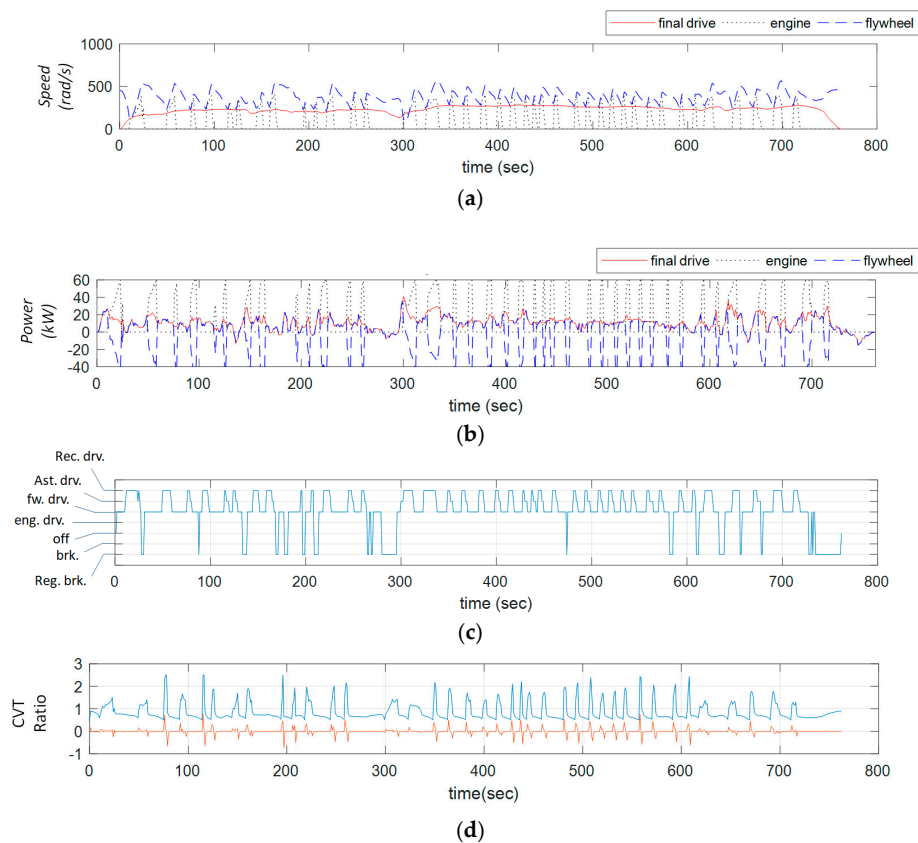 final drive engine flywheel
1000
500
0
Speed
(rad/s)
0 100 200 300 400 500 600 700 800
time (sec)
(a)
final drive engine flywheel
60
40
20
0
-20
-40
Power
(kW)
0 100 200 300 400 500 600 700
time (sec)
(b)
Rec. drv.
Ast. drv.
fw. drv.
eng. drv.
off
brk.
Reg. brk.
0 100 200 300 400 500 600 700 800
time (sec)
(c)
3
2
1
0
-1
CVT
Ratio
0 100 200 300 400 500 600 700 800
time(sec)
(d)